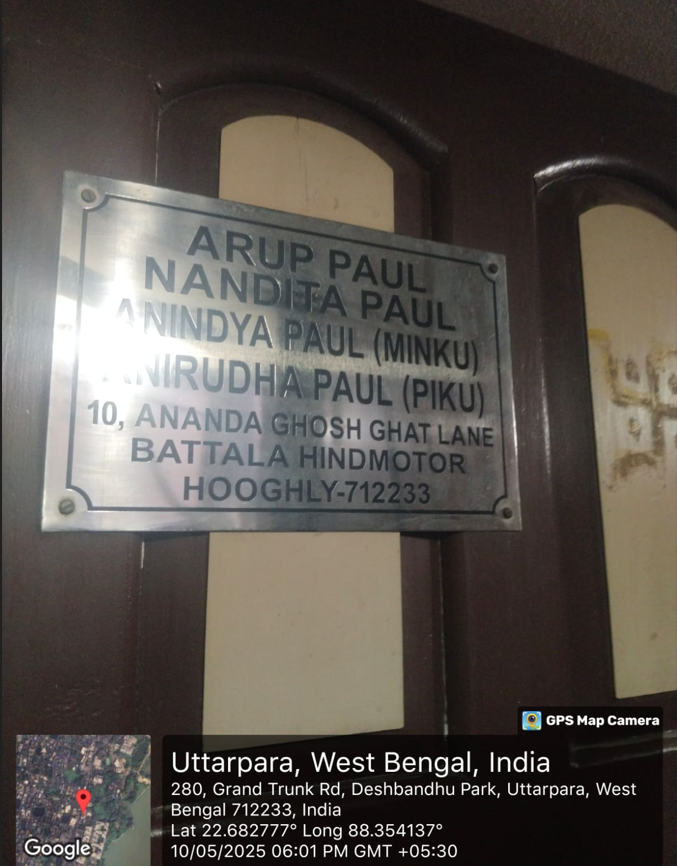 ARUP PAUL
NANDITA PAUL
ANINDYA PAUL (MINKU)
ANIRUDHA PAUL (PIKU)
10, ANANDA GHOSH GHAT LANE
BATTALA HINDMOTOR
HOOGHLY-712233
GPS Map Camera
Uttarpara, West Bengal, India
280, Grand Trunk Rd, Deshbandhu Park, Uttarpara, West
Bengal 712233, India
Lat 22.682777° Long 88.354137°
10/05/2025 06:01 PM GMT +05:30
Google